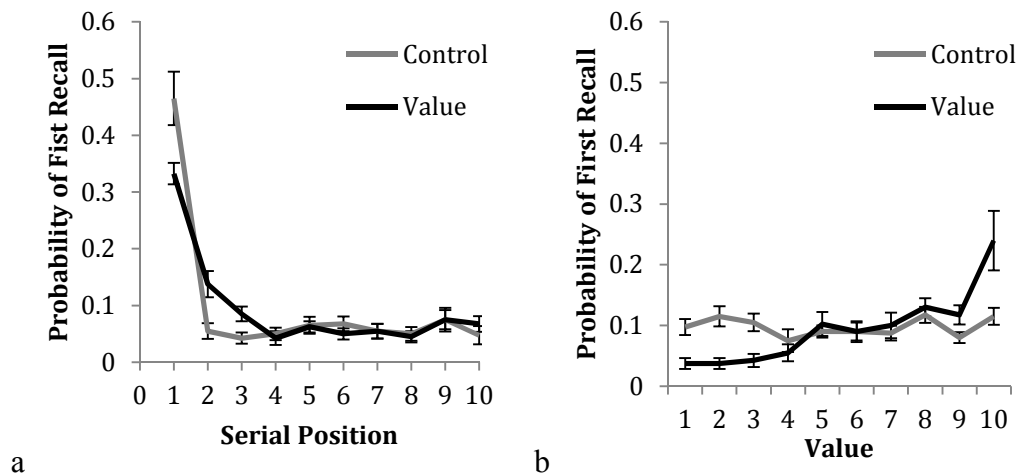 Probability of Fist Recall
0.6
0.5
0.4
0.3
0.2
0.1
0
Control
Value
0 1 2 3 4 5 6 7 8 9 10
Serial Position
a
Probability of First Recall
0.6
0.5
0.4
0.3
0.2
0.1
0
Control
Value
1 2 3 4 5 6 7 8 9 10
Value
b